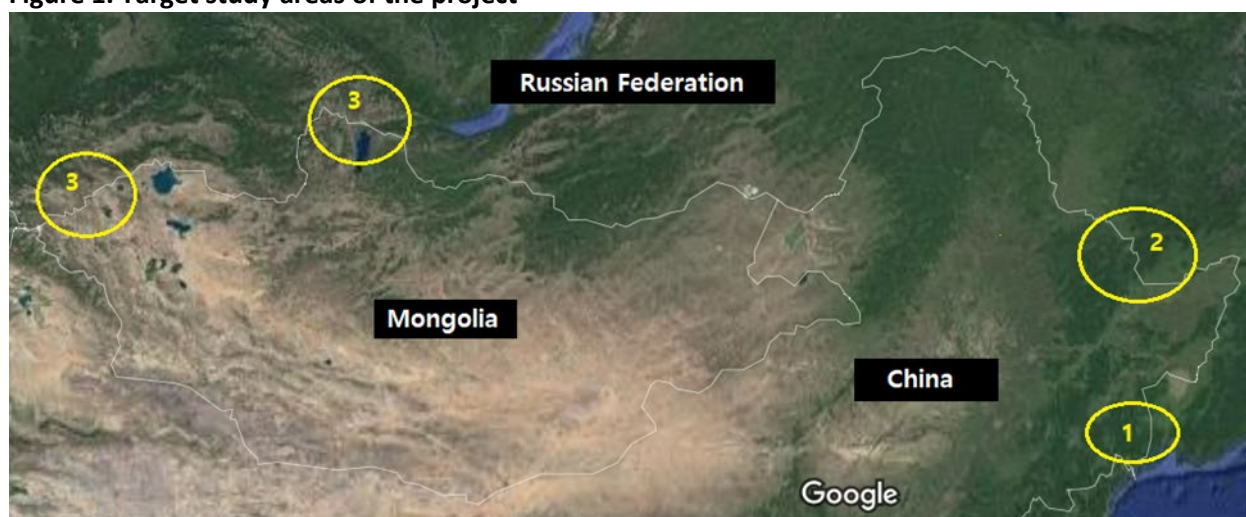 Figure 1. Target study areas of the project
Russian Federation
3
3
2
Mongolia
China
1
Google